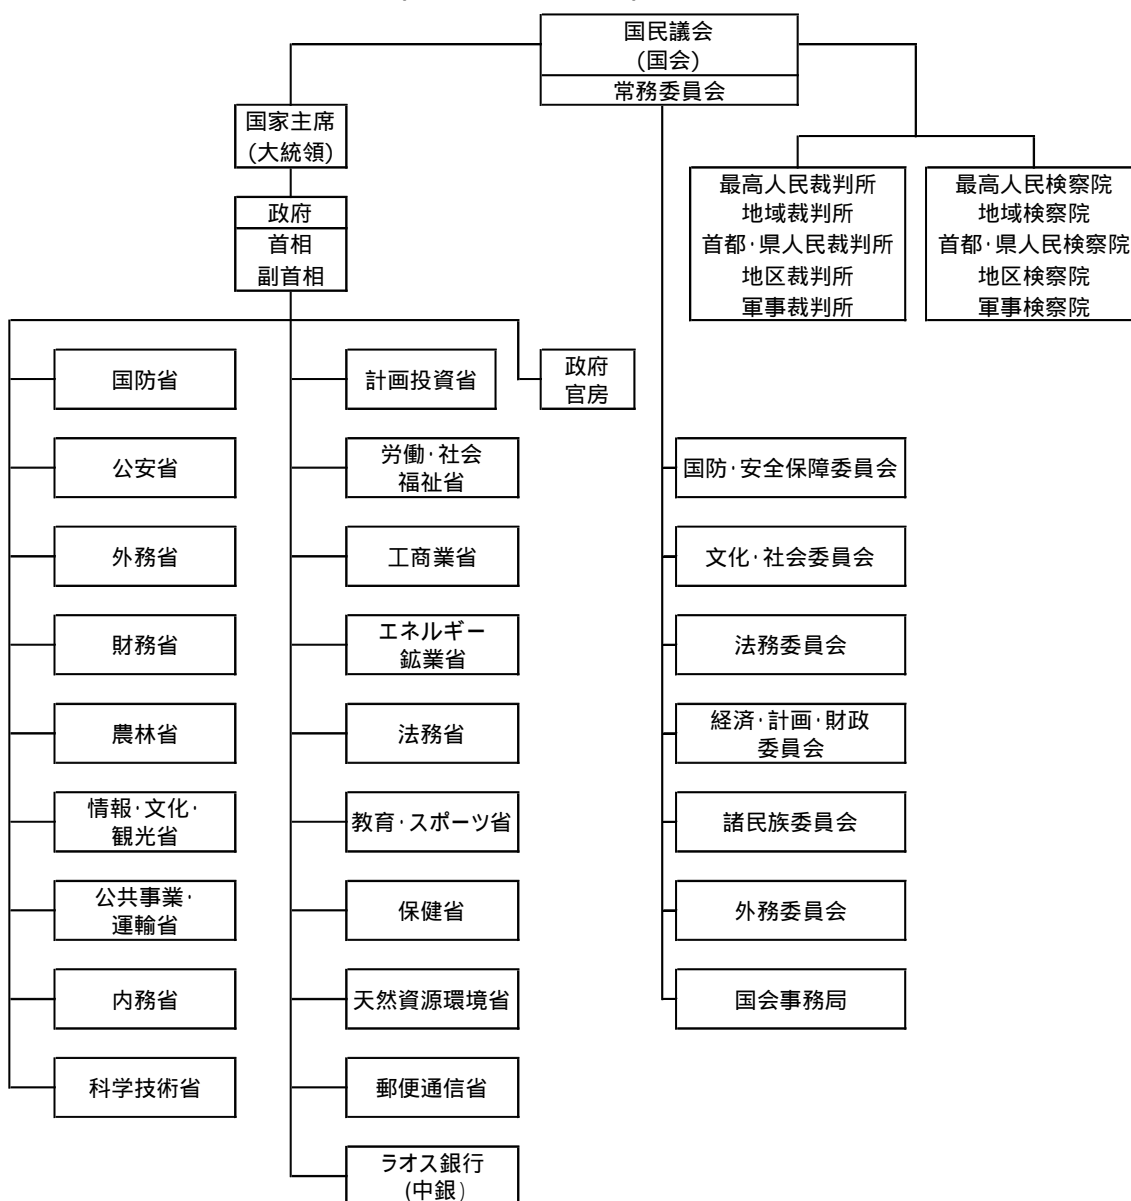 国民議会
(国会)
常務委員会
国家主席
(大統領)
政府
首相
副首相
最高人民裁判所
地域裁判所
首都・県人民裁判所
地区裁判所
軍事裁判所
最高人民検察院
地域検察院
首都・県人民検察院
地区検察院
軍事検察院
国防省
公安省
外務省
財務省
農林省
情報・文化・
観光省
公共事業・
運輸省
内務省
科学技術省
計画投資省
労働・社会
福祉省
工商業省
エネルギー
鉱業省
法務省
教育・スポーツ省
保健省
天然資源環境省
郵便通信省
ラオス銀行
(中銀)
政府
官房
国防・安全保障委員会
文化・社会委員会
法務委員会
経済・計画・財政
委員会
諸民族委員会
外務委員会
国会事務局